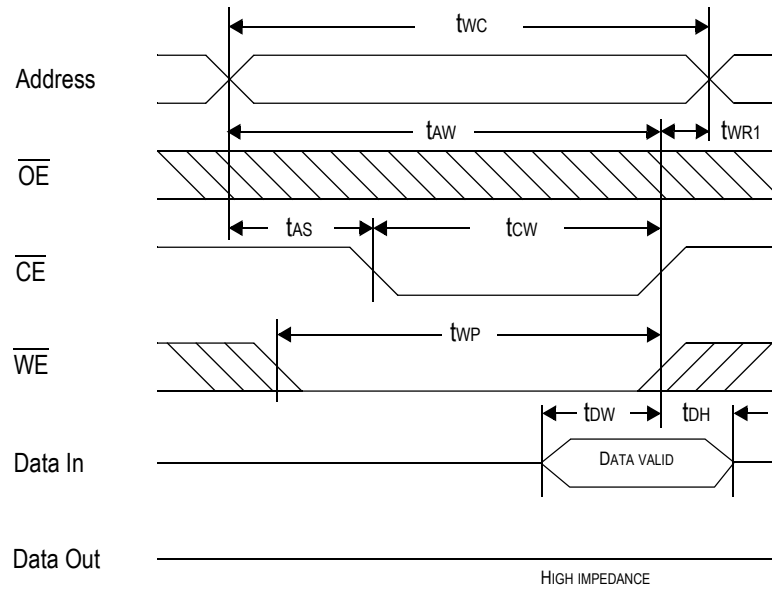 tWC
Address
tAW
tWR1
OE
tAS
tCW
CE
tWP
WE
tDW
tDH
Data In
DATA VALID
Data Out
HIGH IMPEDANCE